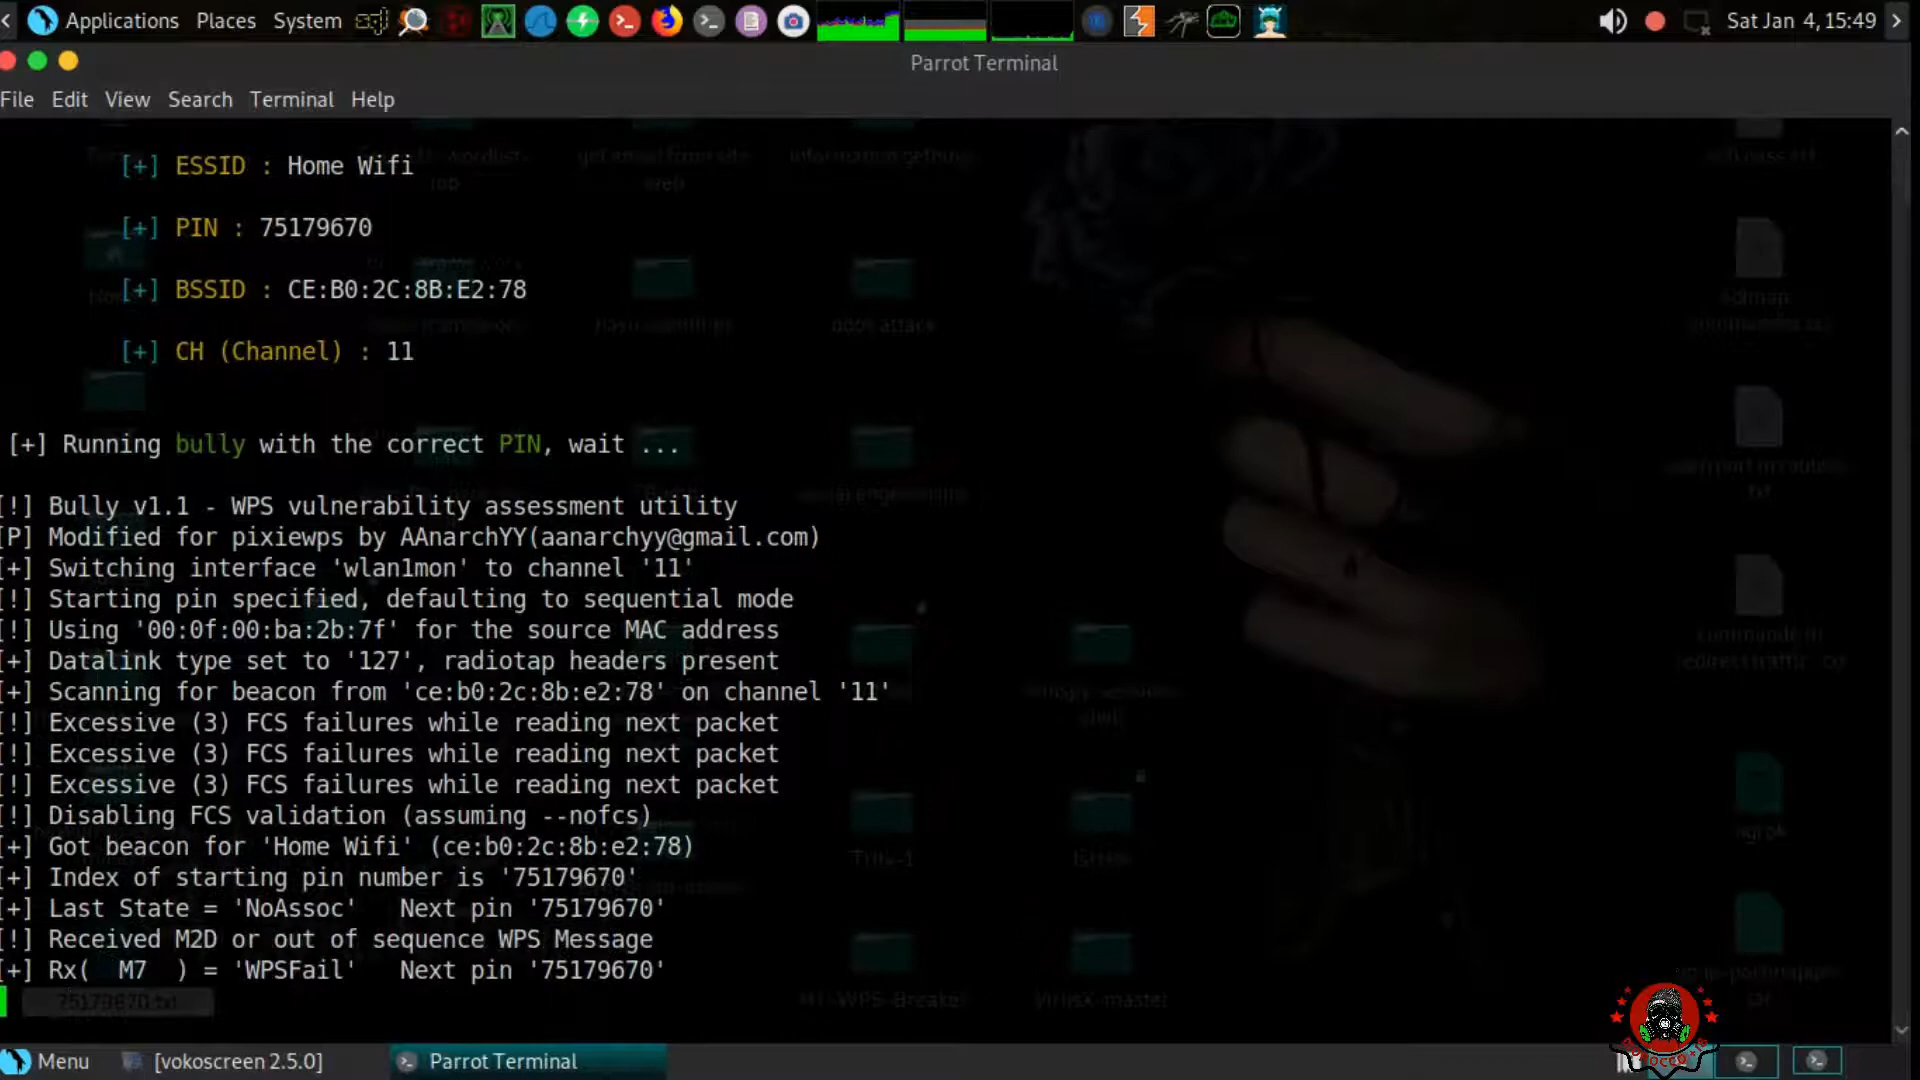 Applications Places System Sat Jan 4, 15:49
Parrot Terminal
File Edit View Search Terminal Help
[+] ESSID : Home Wifi
[+] PIN : 75179670
[+] BSSID : CE:B0:2C:8B:E2:78
[+] CH (Channel) : 11
[+] Running bully with the correct PIN, wait ...
[!] Bully v1.1 - WPS vulnerability assessment utility
[P] Modified for pixiewps by AAnarchYY(aanarchyy@gmail.com)
[+] Switching interface 'wlan1mon' to channel '11'
[!] Starting pin specified, defaulting to sequential mode
[!] Using '00:0f:00:ba:2b:7f' for the source MAC address
[+] Datalink type set to '127', radiotap headers present
[+] Scanning for beacon from 'ce:b0:2c:8b:e2:78' on channel '11'
[!] Excessive (3) FCS failures while reading next packet
[!] Excessive (3) FCS failures while reading next packet
[!] Excessive (3) FCS failures while reading next packet
[!] Disabling FCS validation (assuming --nofcs)
[+] Got beacon for 'Home Wifi' (ce:b0:2c:8b:e2:78)
[+] Index of starting pin number is '75179670'
[+] Last State = 'NoAssoc' Next pin '75179670'
[!] Received M2D or out of sequence WPS Message
[+] Rx( M7 ) = 'WPSFail' Next pin '75179670'
75179670.txt
Menu [vokoscreen 2.5.0] Parrot Terminal